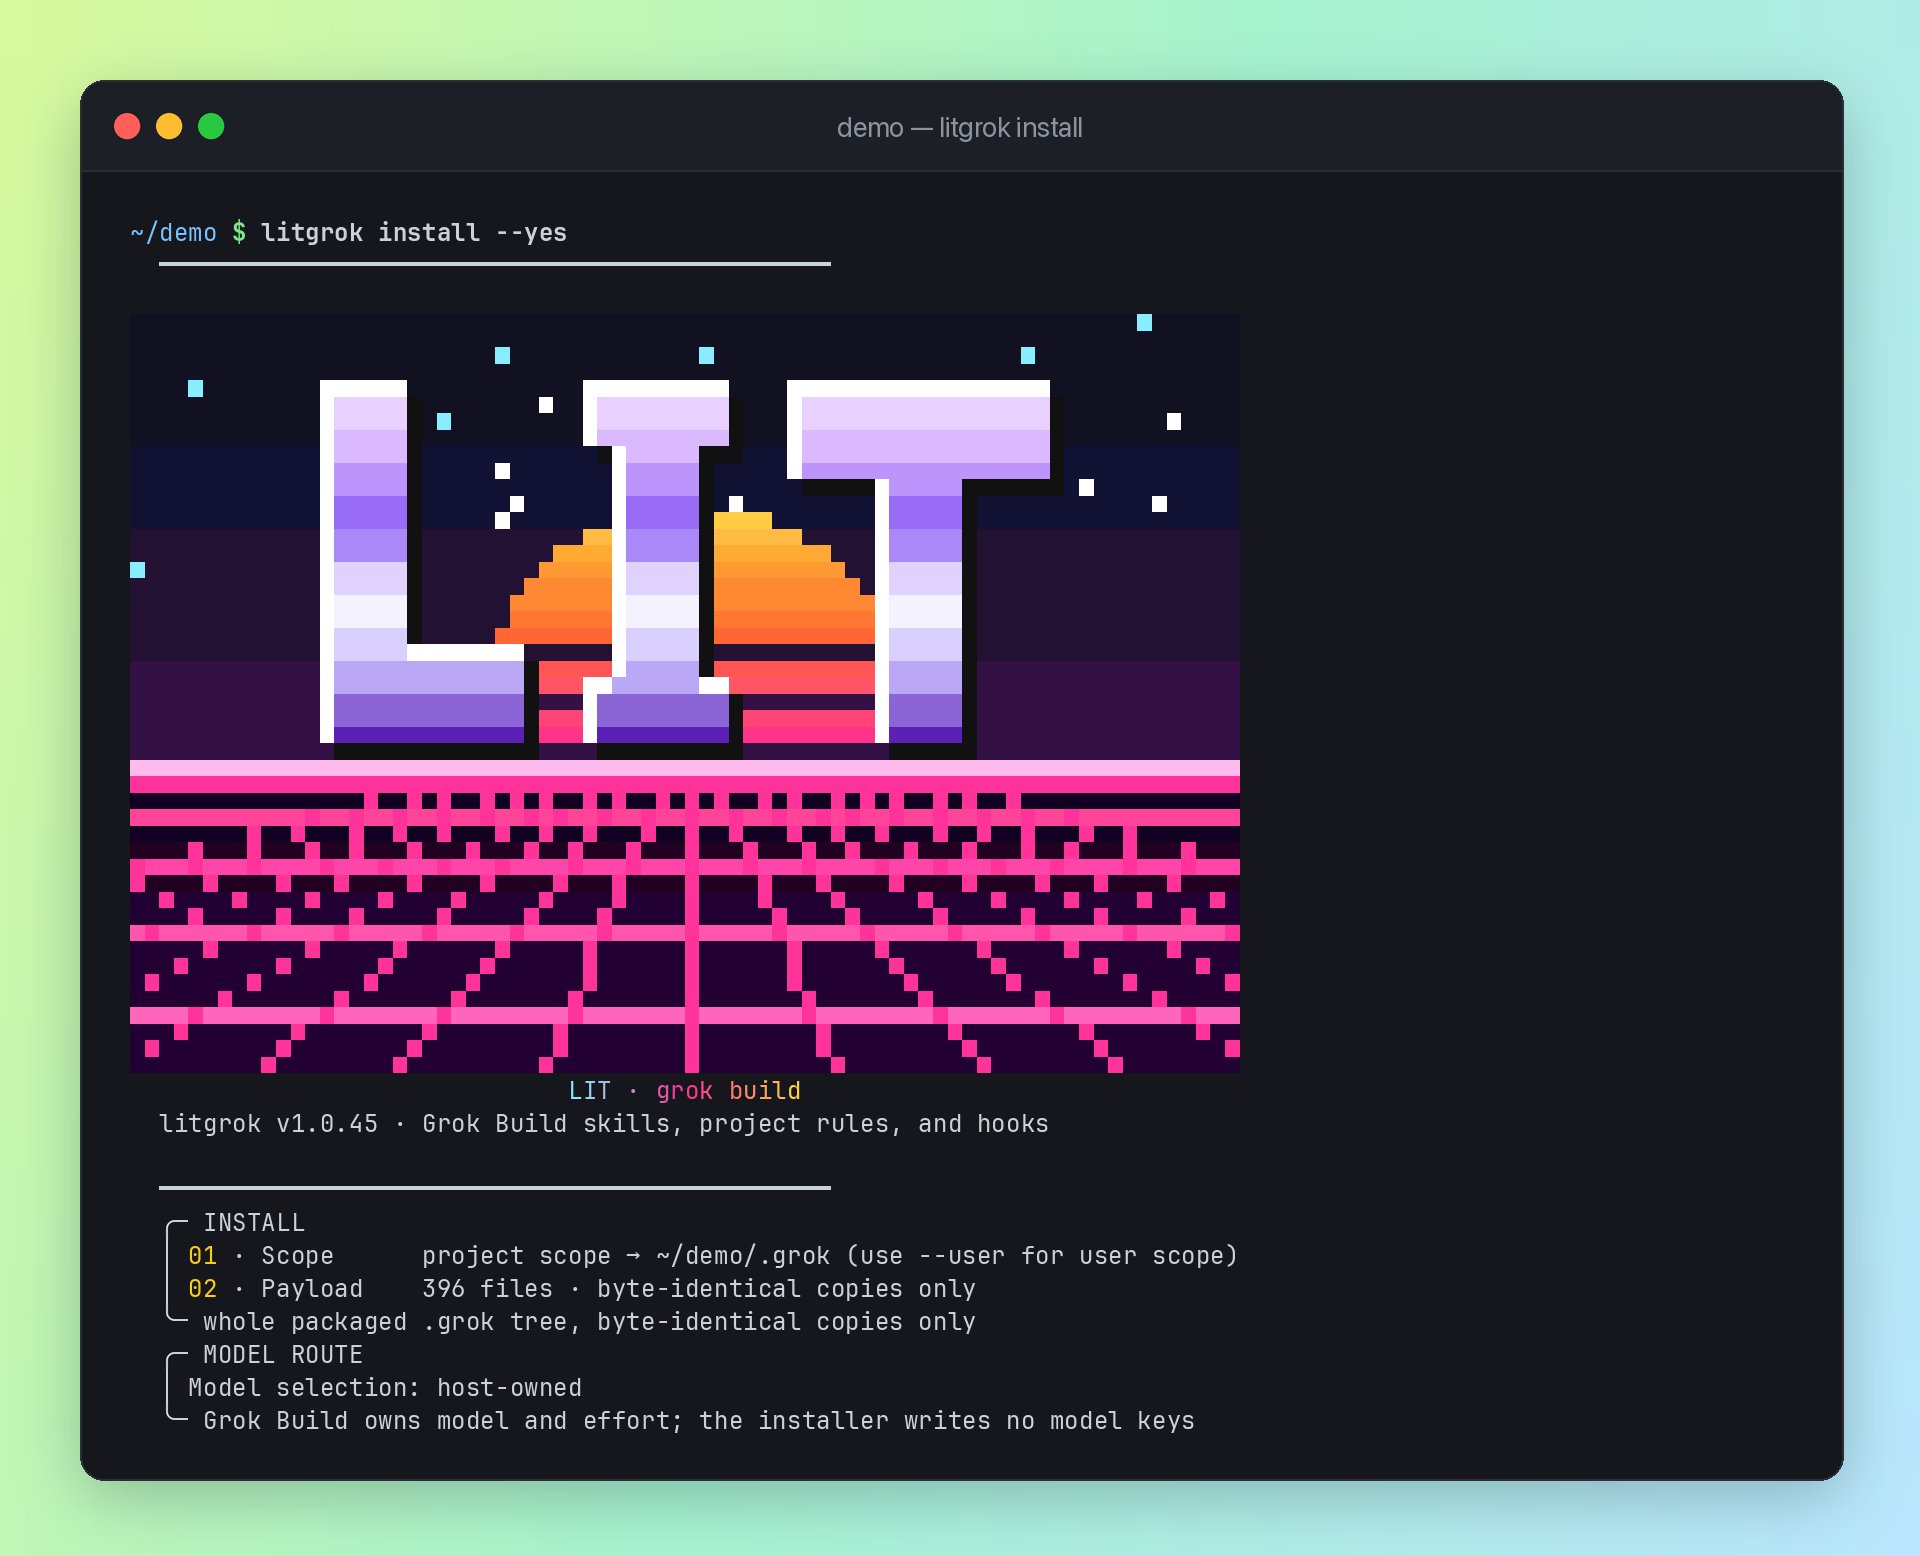 demo — litgrok install
~/demo $ litgrok install --yes
LIT
LIT · grok build
litgrok v1.0.45 · Grok Build skills, project rules, and hooks
INSTALL
01 · Scope project scope → ~/demo/.grok (use --user for user scope)
02 · Payload 396 files · byte-identical copies only
whole packaged .grok tree, byte-identical copies only
MODEL ROUTE
Model selection: host-owned
Grok Build owns model and effort; the installer writes no model keys